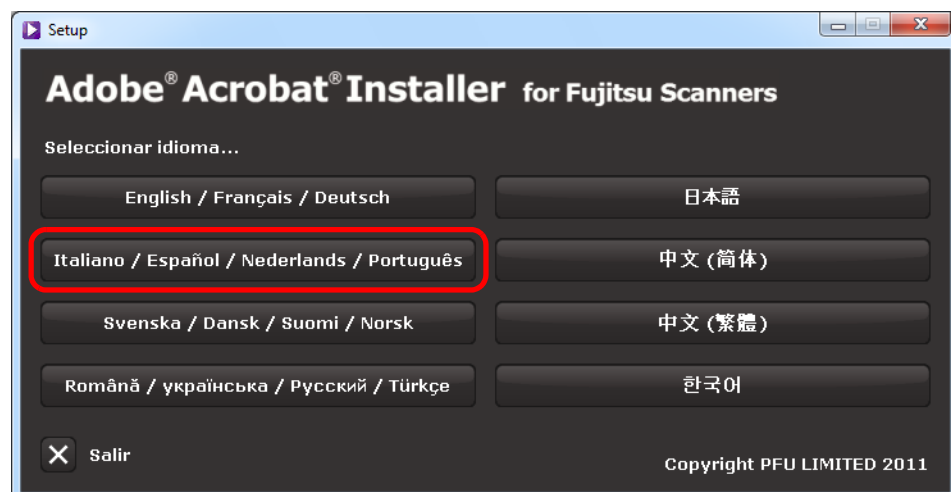 Setup
Adobe® Acrobat® Installer for Fujitsu Scanners
Seleccionar idioma...
English / Français / Deutsch
日本語
Italiano / Español / Nederlands / Português
中文 (简体)
Svenska / Dansk / Suomi / Norsk
中文 (繁體)
Română / українська / Русский / Türkçe
한국어
Salir
Copyright PFU LIMITED 2011